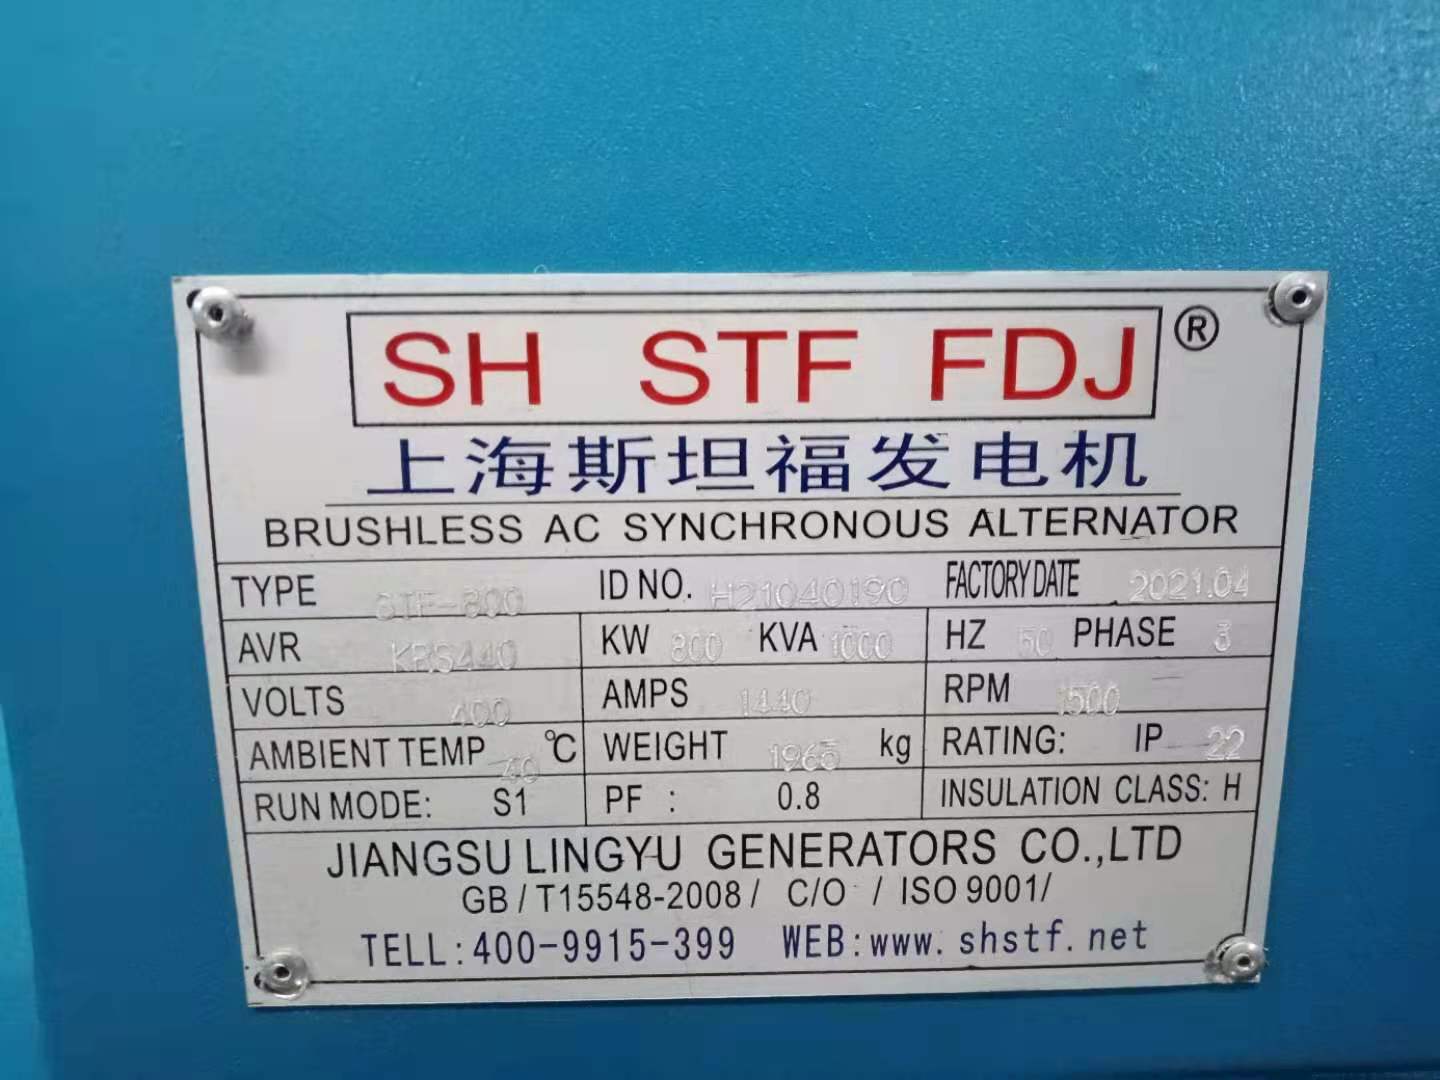 SH STF FDJ ®
上海斯坦福发电机
BRUSHLESS AC SYNCHRONOUS ALTERNATOR
TYPE STF-800 ID NO. H21040190 FACTORY DATE 2021.04
AVR KRS440 KW 800 KVA 1000 HZ 50 PHASE 3
VOLTS 400 AMPS 1440 RPM 1500
AMBIENT TEMP 40 ℃ WEIGHT 1965 kg RATING: IP 22
RUN MODE: S1 PF : 0.8 INSULATION CLASS: H
JIANGSU LINGYU GENERATORS CO.,LTD
GB/T15548-2008/ C/O / ISO 9001/
TELL:400-9915-399 WEB:www.shstf.net